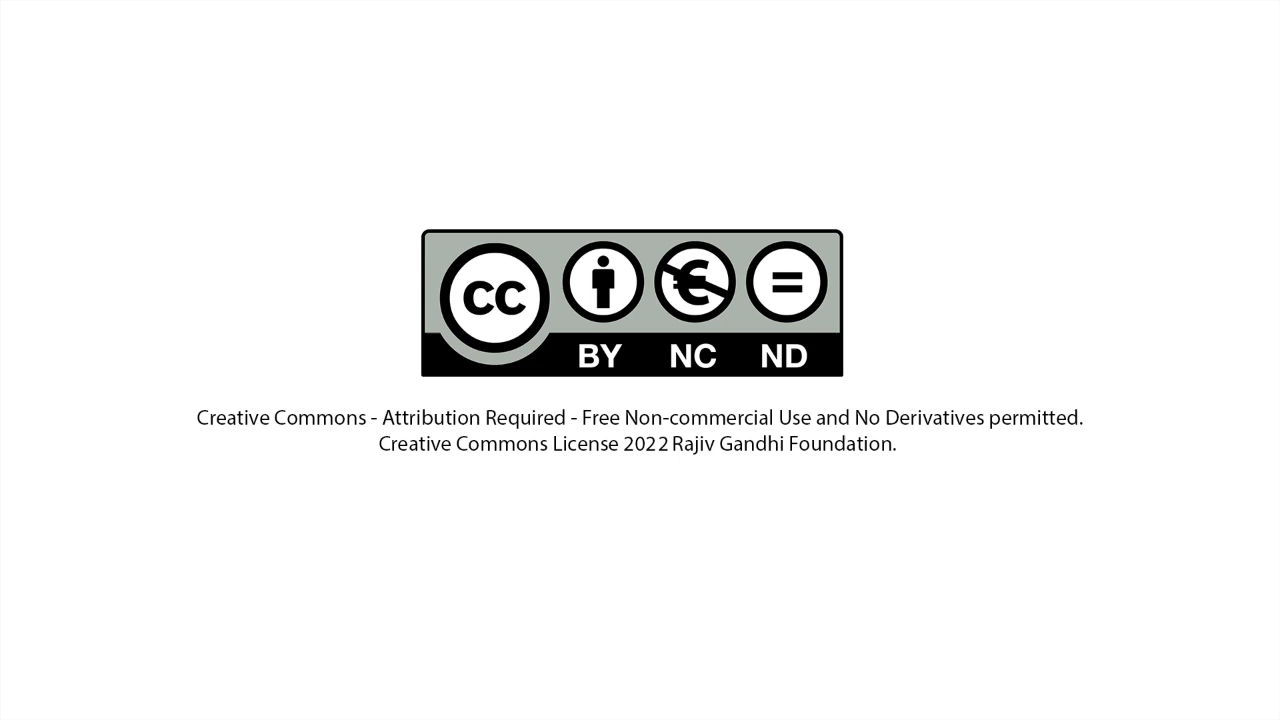 CC
BY NC ND
Creative Commons - Attribution Required - Free Non-commercial Use and No Derivatives permitted.
Creative Commons License 2022 Rajiv Gandhi Foundation.